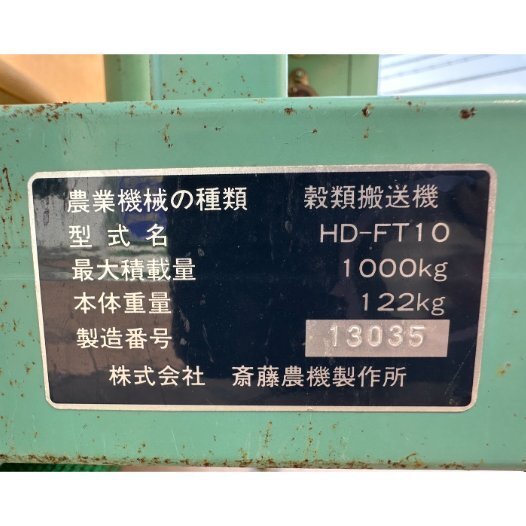 農業機械の種類 穀類搬送機
型式名 HD-FT10
最大積載量 1000kg
本体重量 122kg
製造番号 13035
株式会社 斎藤農機製作所